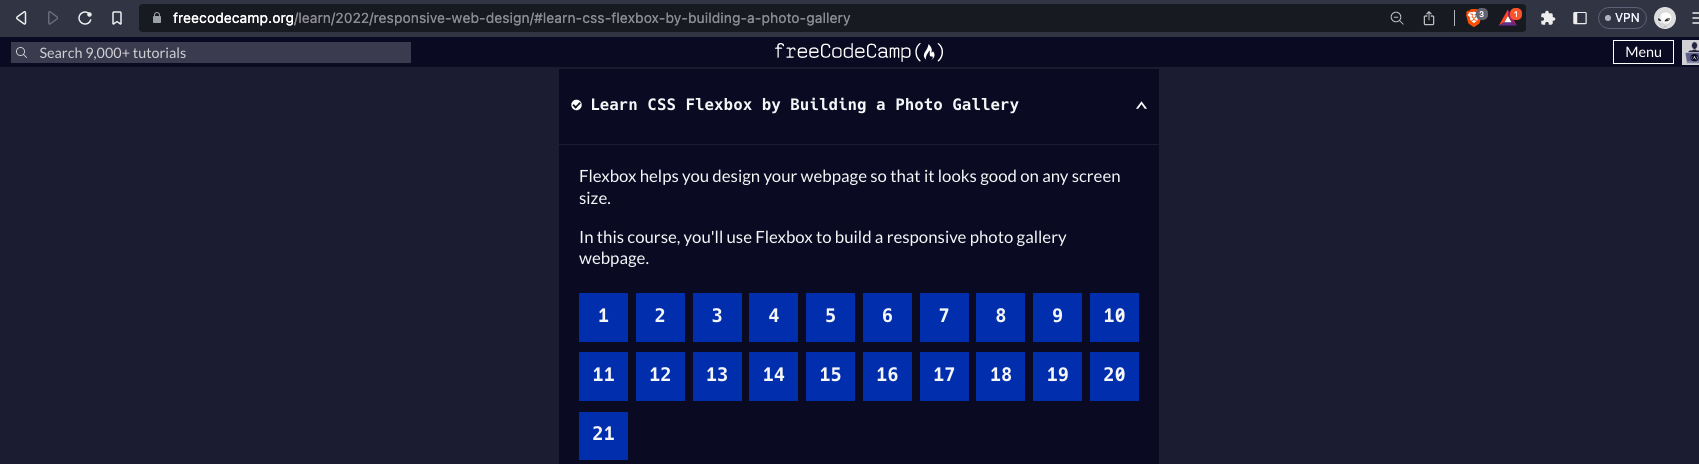 freecodecamp.org/learn/2022/responsive-web-design/#learn-css-flexbox-by-building-a-photo-gallery
3
1
VPN
Search 9,000+ tutorials
freeCodeCamp
Menu
Learn CSS Flexbox by Building a Photo Gallery
Flexbox helps you design your webpage so that it looks good on any screen
size.
In this course, you'll use Flexbox to build a responsive photo gallery
webpage.
1 2 3 4 5 6 7 8 9 10
11 12 13 14 15 16 17 18 19 20
21